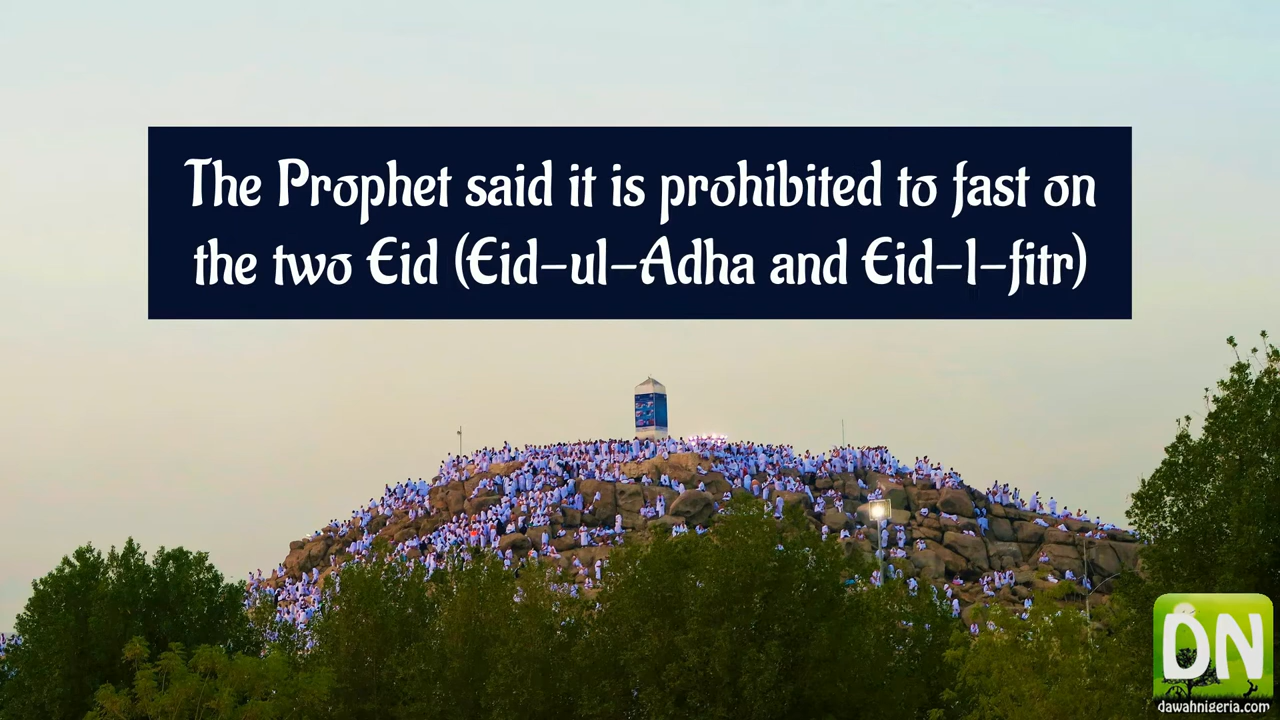 The Prophet said it is prohibited to fast on
the two Eid (Eid-ul-Adha and Eid-l-fitr)
DN
dawahnigeria.com